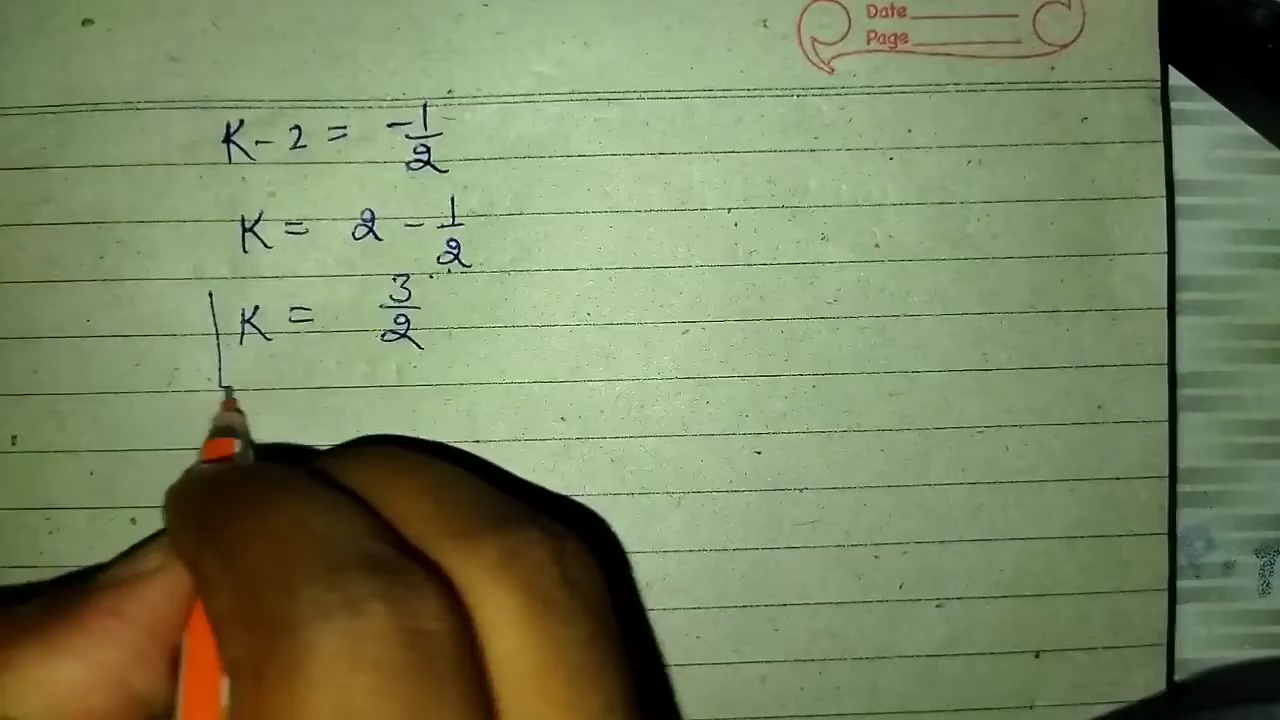 Date
Page
K - 2 = -1/2
K = 2 - 1/2
K = 3/2